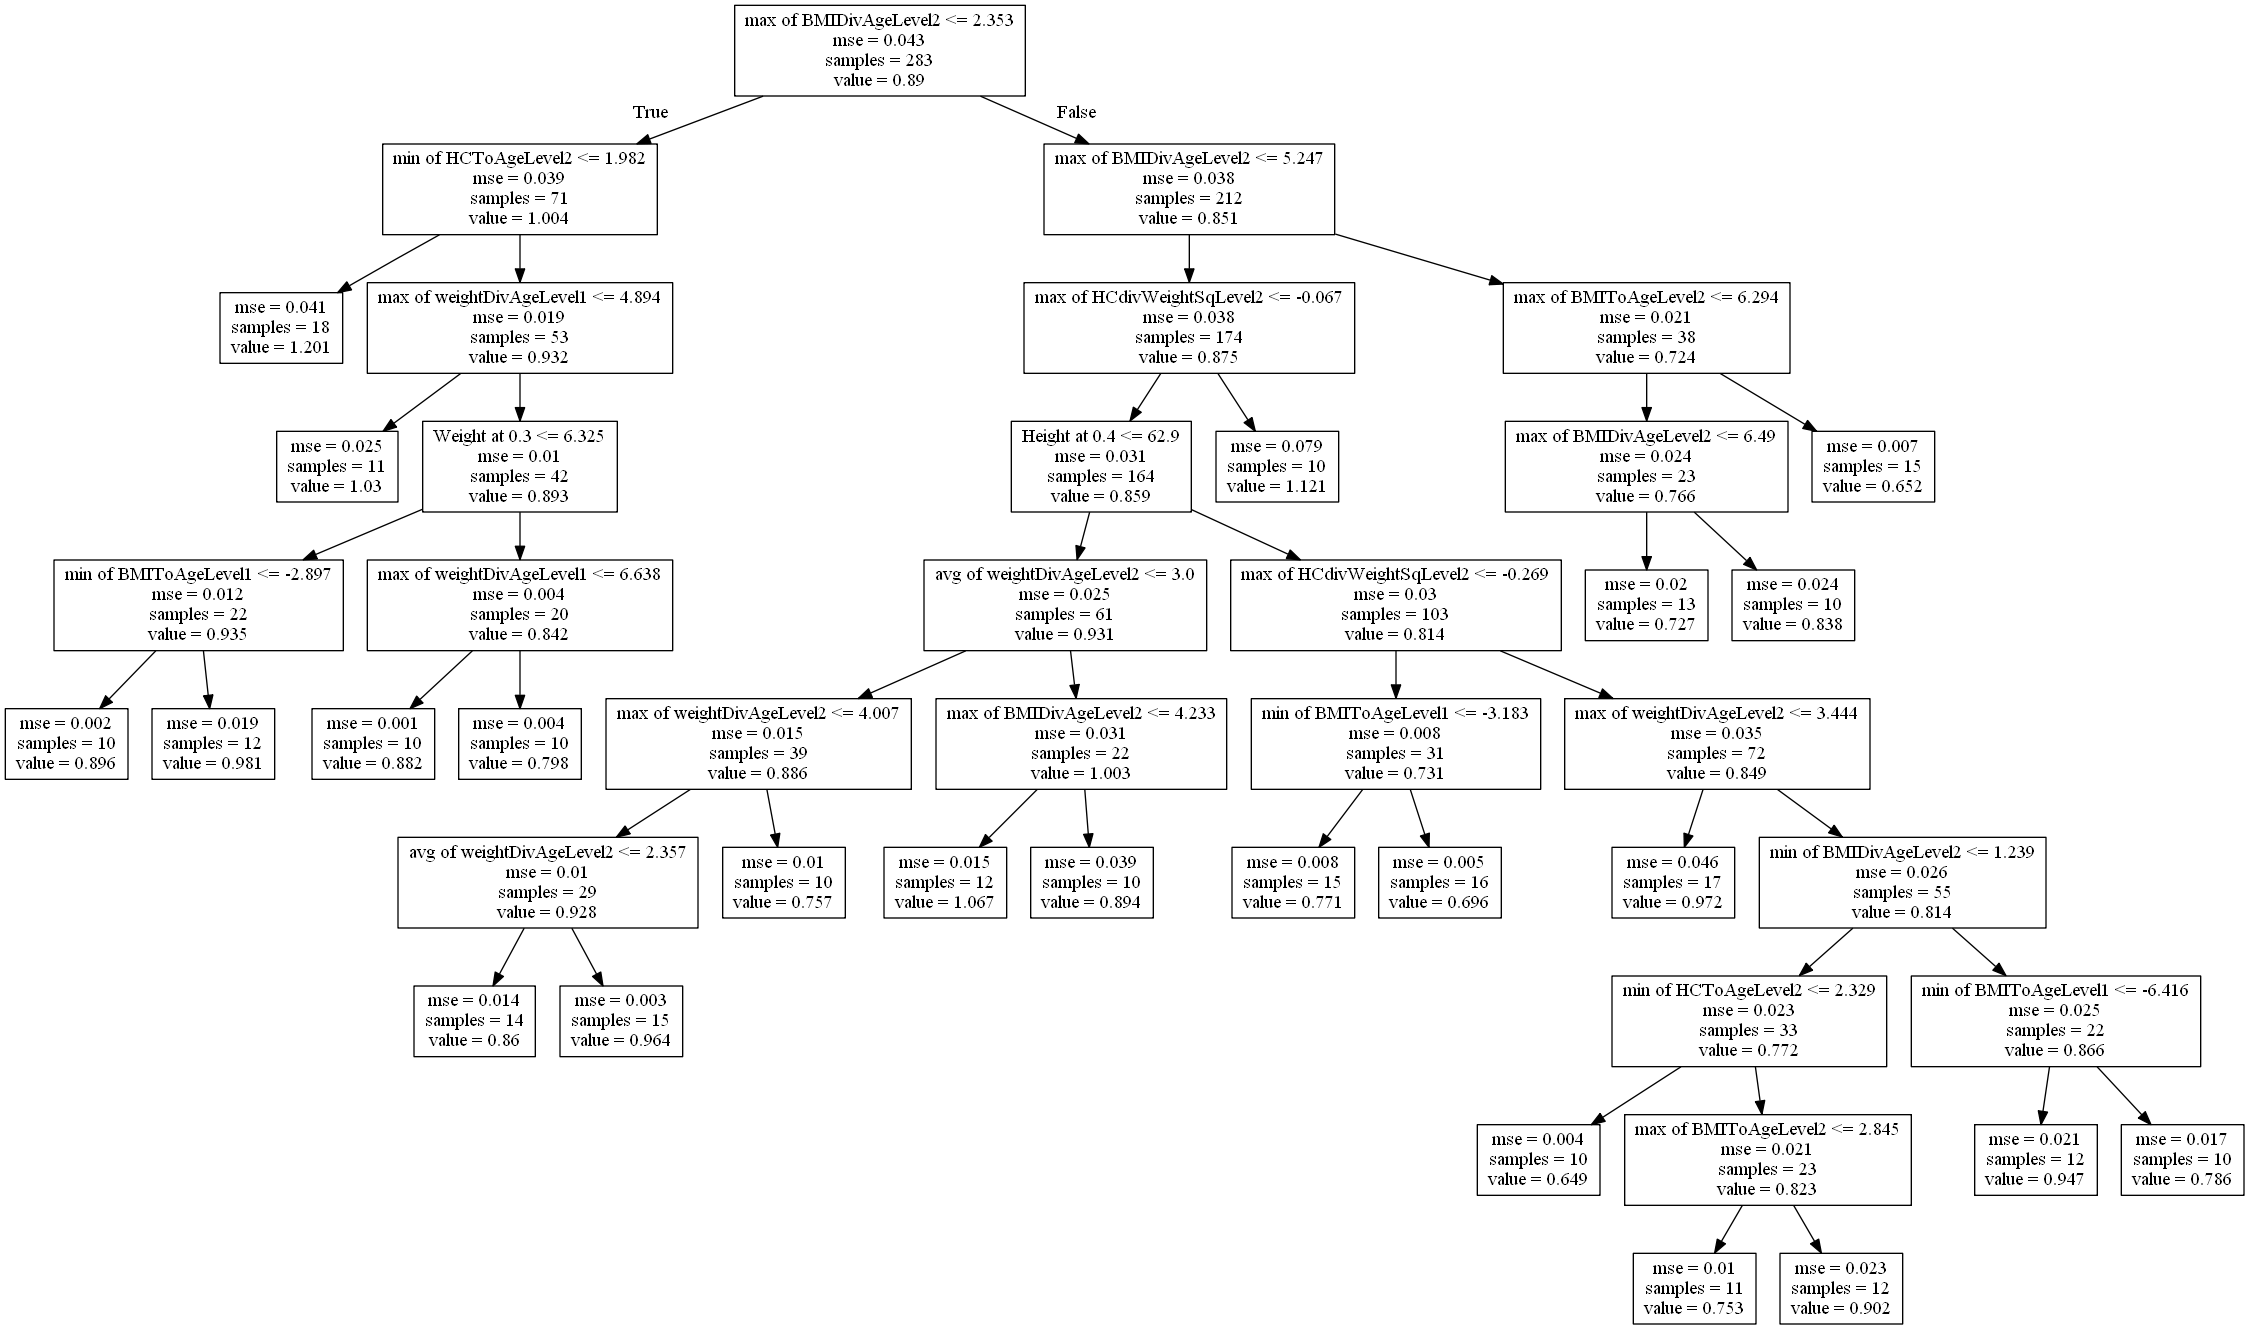 max of BMIDivAgeLevel2 <= 2.353
mse = 0.043
samples = 283
value = 0.89
True
False
min of HCToAgeLevel2 <= 1.982
mse = 0.039
samples = 71
value = 1.004
max of BMIDivAgeLevel2 <= 5.247
mse = 0.038
samples = 212
value = 0.851
mse = 0.041
samples = 18
value = 1.201
max of weightDivAgeLevel1 <= 4.894
mse = 0.019
samples = 53
value = 0.932
max of HCdivWeightSqLevel2 <= -0.067
mse = 0.038
samples = 174
value = 0.875
max of BMIToAgeLevel2 <= 6.294
mse = 0.021
samples = 38
value = 0.724
mse = 0.025
samples = 11
value = 1.03
Weight at 0.3 <= 6.325
mse = 0.01
samples = 42
value = 0.893
Height at 0.4 <= 62.9
mse = 0.031
samples = 164
value = 0.859
mse = 0.079
samples = 10
value = 1.121
max of BMIDivAgeLevel2 <= 6.49
mse = 0.024
samples = 23
value = 0.766
mse = 0.007
samples = 15
value = 0.652
min of BMIToAgeLevel1 <= -2.897
mse = 0.012
samples = 22
value = 0.935
max of weightDivAgeLevel1 <= 6.638
mse = 0.004
samples = 20
value = 0.842
avg of weightDivAgeLevel2 <= 3.0
mse = 0.025
samples = 61
value = 0.931
max of HCdivWeightSqLevel2 <= -0.269
mse = 0.03
samples = 103
value = 0.814
mse = 0.02
samples = 13
value = 0.727
mse = 0.024
samples = 10
value = 0.838
mse = 0.002
samples = 10
value = 0.896
mse = 0.019
samples = 12
value = 0.981
mse = 0.001
samples = 10
value = 0.882
mse = 0.004
samples = 10
value = 0.798
max of weightDivAgeLevel2 <= 4.007
mse = 0.015
samples = 39
value = 0.886
max of BMIDivAgeLevel2 <= 4.233
mse = 0.031
samples = 22
value = 1.003
min of BMIToAgeLevel1 <= -3.183
mse = 0.008
samples = 31
value = 0.731
max of weightDivAgeLevel2 <= 3.444
mse = 0.035
samples = 72
value = 0.849
avg of weightDivAgeLevel2 <= 2.357
mse = 0.01
samples = 29
value = 0.928
mse = 0.01
samples = 10
value = 0.757
mse = 0.015
samples = 12
value = 1.067
mse = 0.039
samples = 10
value = 0.894
mse = 0.008
samples = 15
value = 0.771
mse = 0.005
samples = 16
value = 0.696
mse = 0.046
samples = 17
value = 0.972
min of BMIDivAgeLevel2 <= 1.239
mse = 0.026
samples = 55
value = 0.814
mse = 0.014
samples = 14
value = 0.86
mse = 0.003
samples = 15
value = 0.964
min of HCToAgeLevel2 <= 2.329
mse = 0.023
samples = 33
value = 0.772
min of BMIToAgeLevel1 <= -6.416
mse = 0.025
samples = 22
value = 0.866
mse = 0.004
samples = 10
value = 0.649
max of BMIToAgeLevel2 <= 2.845
mse = 0.021
samples = 23
value = 0.823
mse = 0.021
samples = 12
value = 0.947
mse = 0.017
samples = 10
value = 0.786
mse = 0.01
samples = 11
value = 0.753
mse = 0.023
samples = 12
value = 0.902